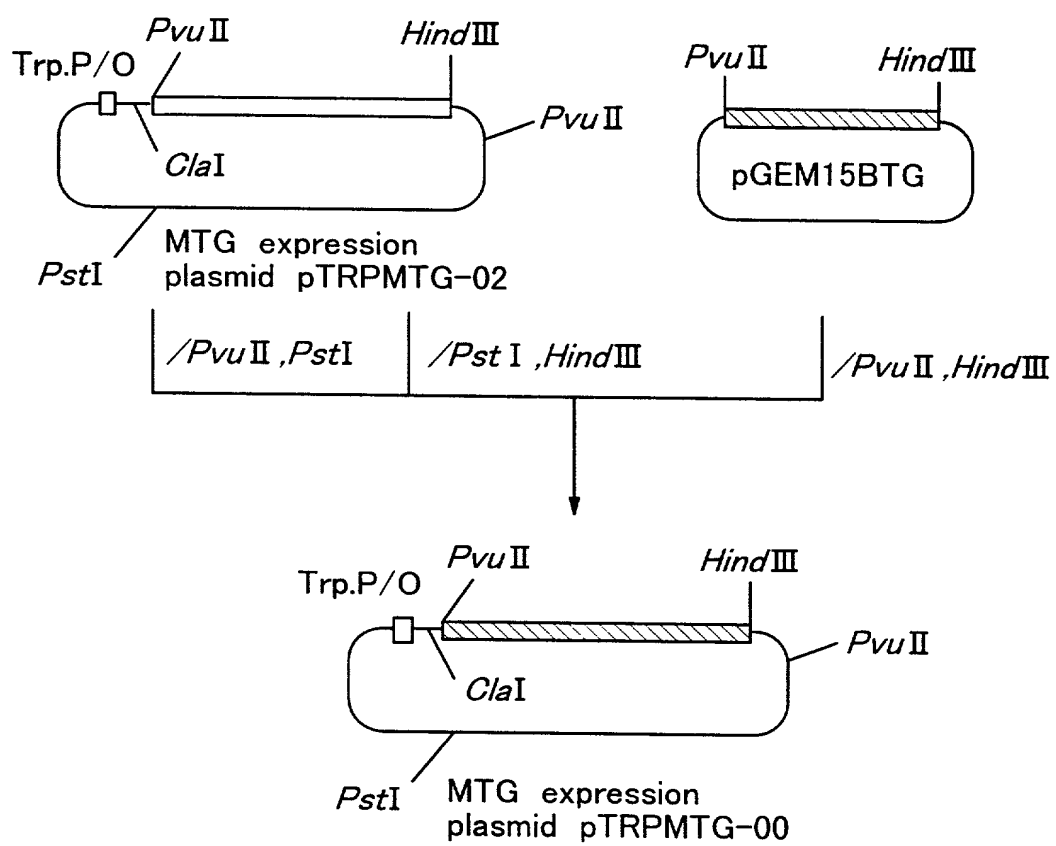 PvuⅡ
HindⅢ
Trp.P/O
PvuⅡ
ClaⅠ
PstⅠ
MTG expression
plasmid pTRPMTG-02
PvuⅡ
HindⅢ
pGEM15BTG
/PvuⅡ,PstⅠ
/PstⅠ,HindⅢ
/PvuⅡ,HindⅢ
PvuⅡ
HindⅢ
Trp.P/O
PvuⅡ
ClaⅠ
PstⅠ
MTG expression
plasmid pTRPMTG-00